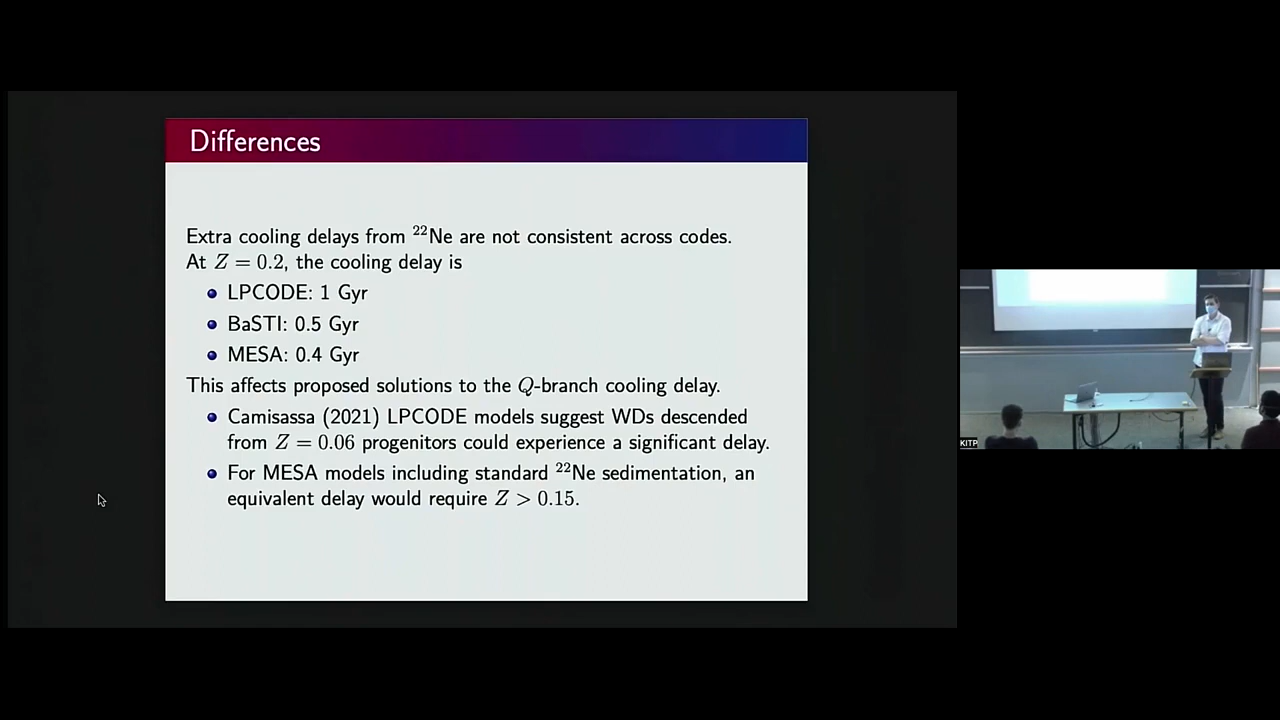 Differences
Extra cooling delays from ²²Ne are not consistent across codes.
At Z = 0.2, the cooling delay is
LPCODE: 1 Gyr
BaSTI: 0.5 Gyr
MESA: 0.4 Gyr
This affects proposed solutions to the Q-branch cooling delay.
Camisassa (2021) LPCODE models suggest WDs descended
from Z = 0.06 progenitors could experience a significant delay.
For MESA models including standard ²²Ne sedimentation, an
equivalent delay would require Z > 0.15.
KITP